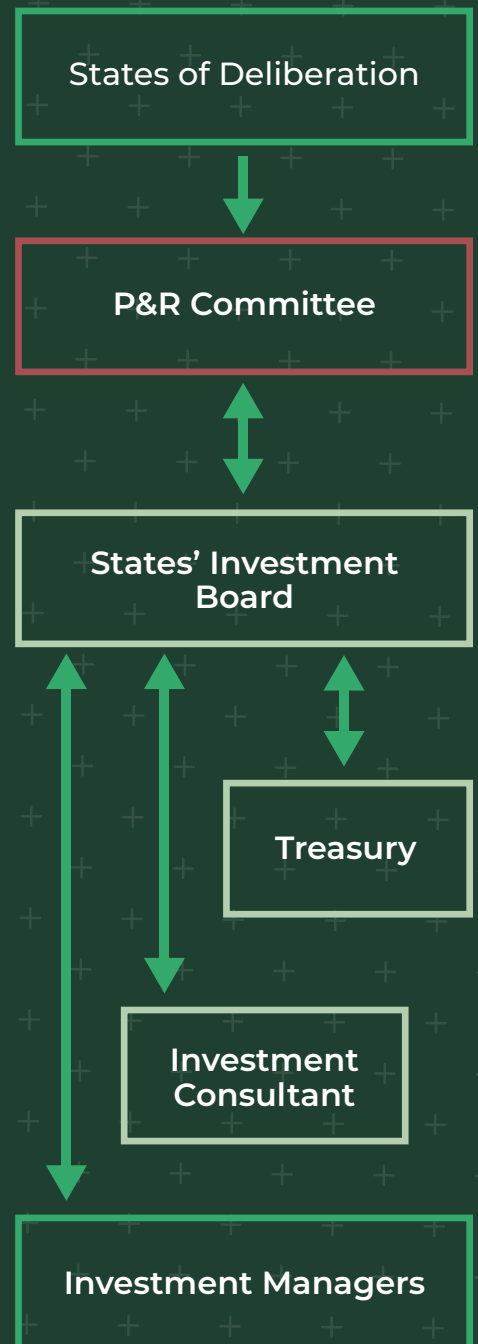 States of Deliberation
P&R Committee
States’ Investment
Board
Treasury
Investment
Consultant
Investment Managers